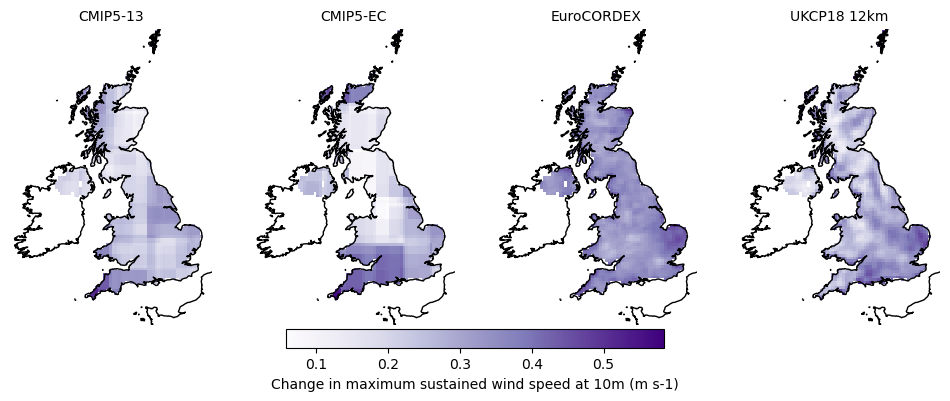 CMIP5-13 CMIP5-EC EuroCORDEX UKCP18 12km
0.1 0.2 0.3 0.4 0.5
Change in maximum sustained wind speed at 10m (m s-1)